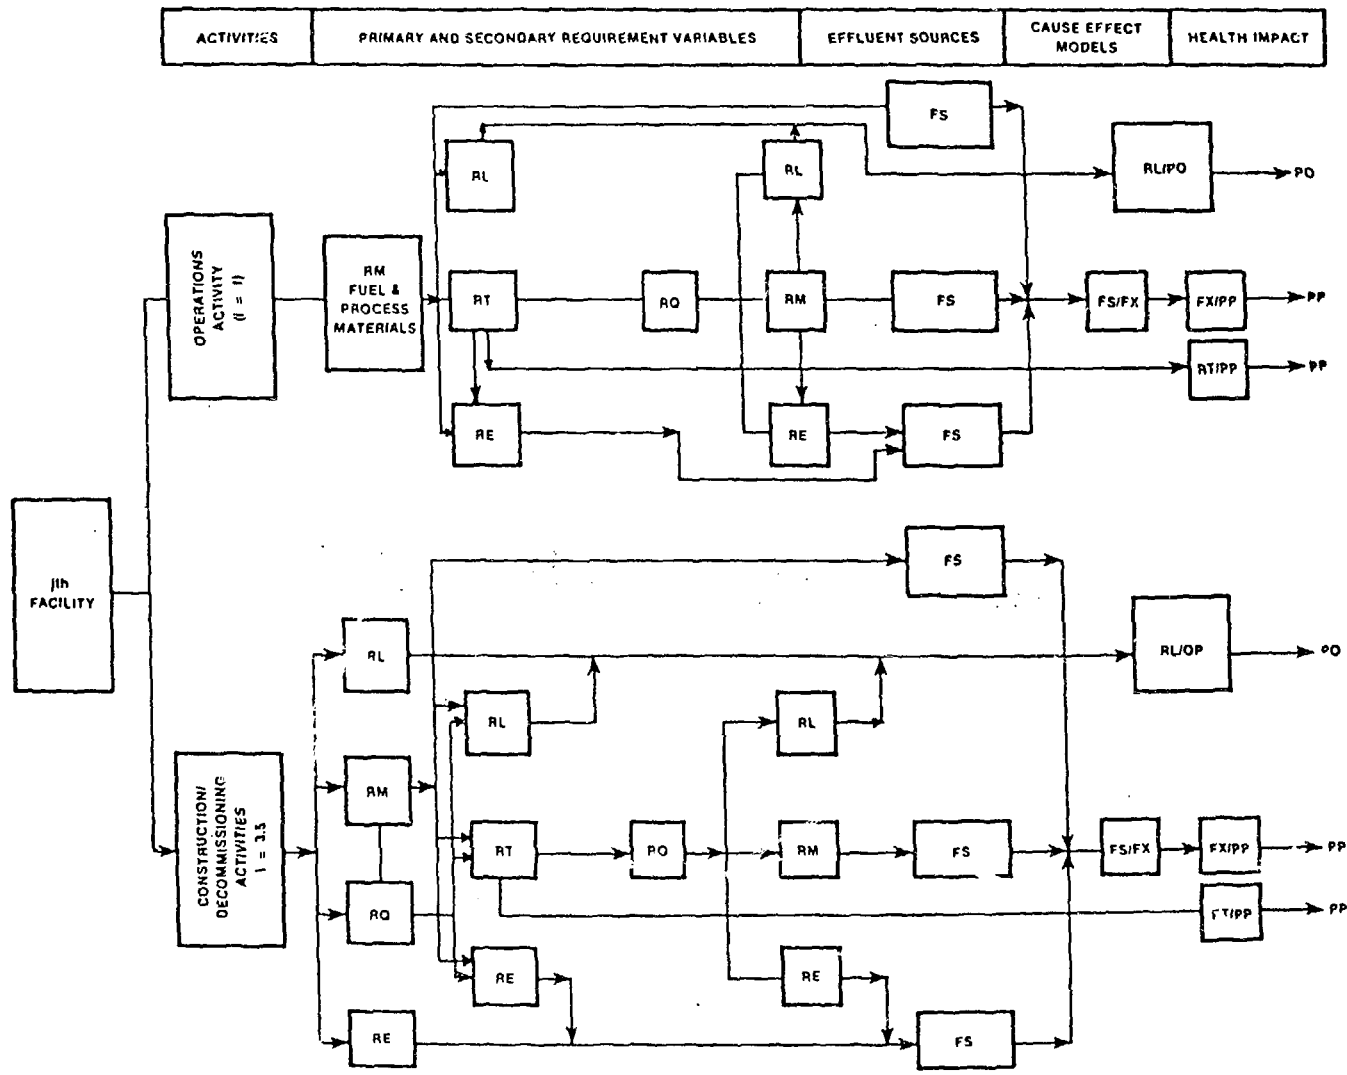 ACTIVITIES
PRIMARY AND SECONDARY REQUIREMENT VARIABLES
EFFLUENT SOURCES
CAUSE EFFECT
MODELS
HEALTH IMPACT
FS
RL
RL
RL/PO
PO
OPERATIONS
ACTIVITY
(i = 1)
RM
FUEL &
PROCESS
MATERIALS
RT
RQ
RM
FS
FS/FX
FX/PP
PP
RT/PP
PP
RE
RE
FS
jth
FACILITY
FS
RL
RL/OP
PO
RL
RL
CONSTRUCTION/
DECOMMISSIONING
ACTIVITIES
RM
RT
RM
FS
FS/FX
FX/PP
PP
RQ
PP
RE
RE
RE
FS